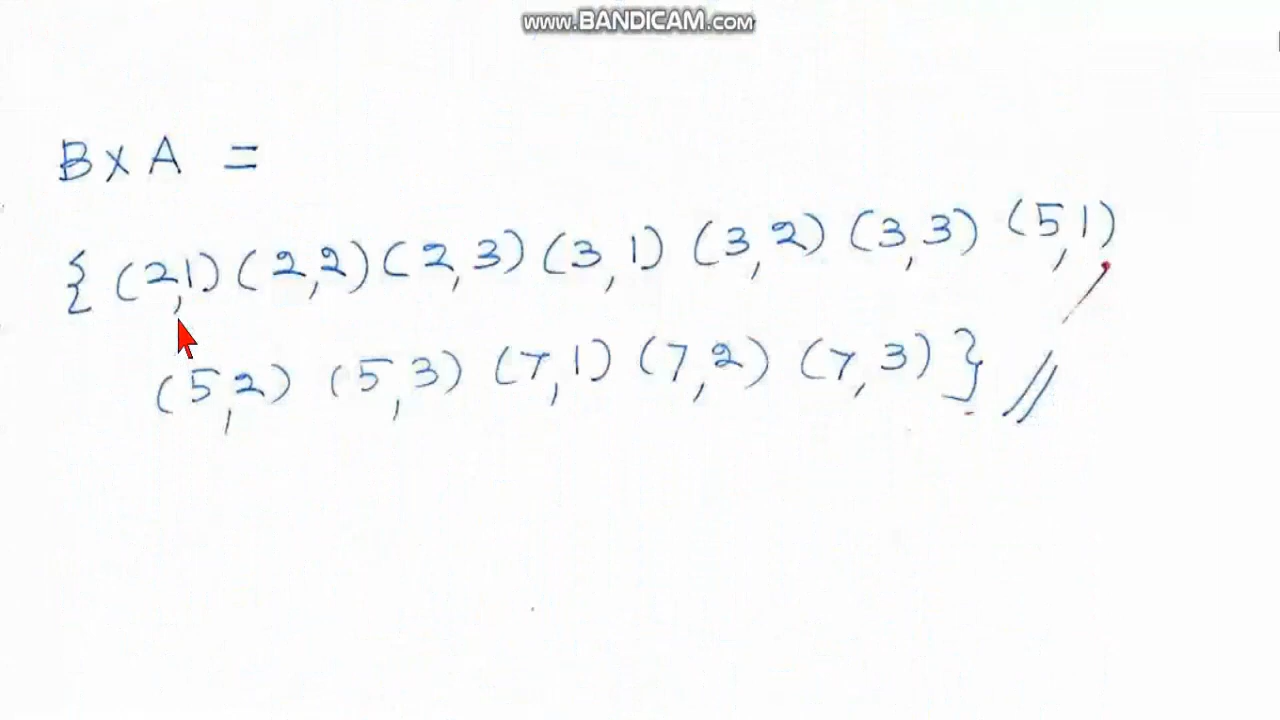 www.BANDICAM.com
B x A =
{ (2,1) (2,2) (2,3) (3,1) (3,2) (3,3) (5,1)
(5,2) (5,3) (7,1) (7,2) (7,3) } //